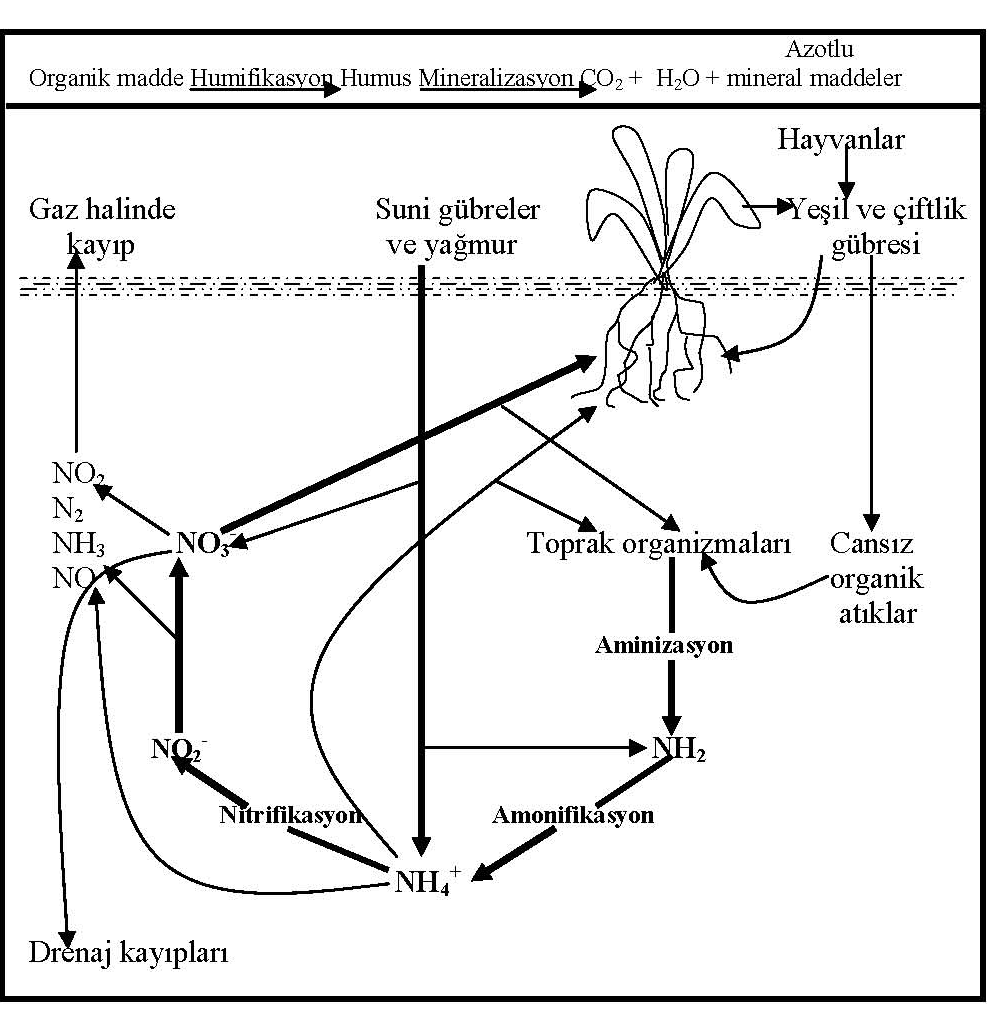 Azotlu
Organik madde Humifikasyon Humus Mineralizasyon CO₂ + H₂O + mineral maddeler
Hayvanlar
Gaz halinde
kayıp
Suni gübreler
ve yağmur
Yeşil ve çiftlik
gübresi
NO₂
N₂
NH₃
NO
NO₃⁻
Toprak organizmaları
Cansız
organik
atıklar
Aminizasyon
NO₂⁻
NH₂
Nitrifikasyon
Amonifikasyon
NH₄⁺
Drenaj kayıpları